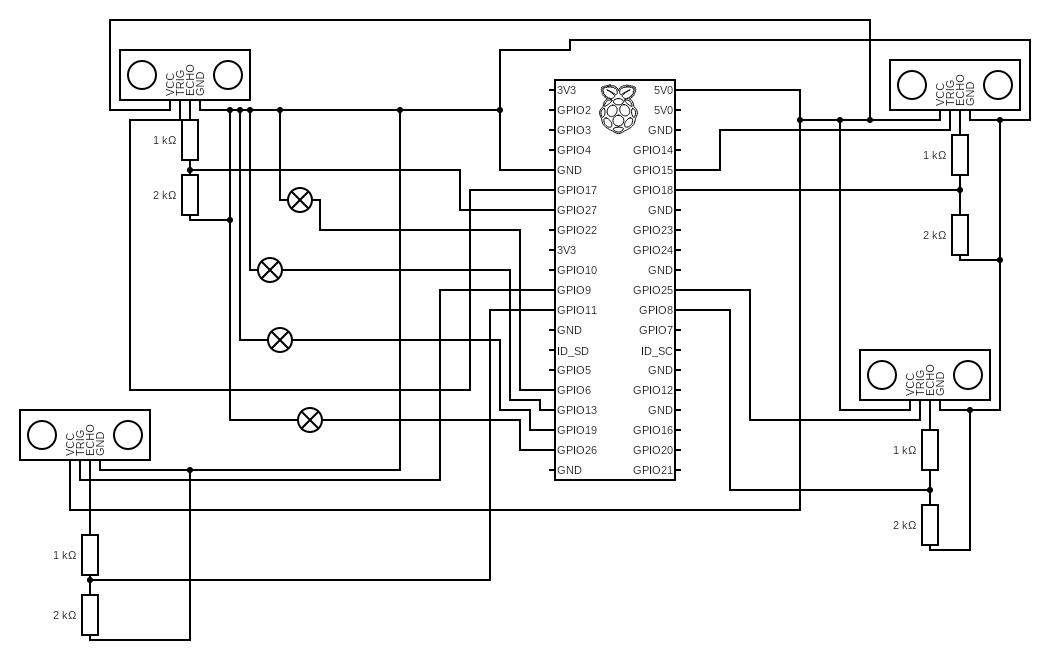 VCC
TRIG
ECHO
GND
1 kΩ
2 kΩ
VCC
TRIG
ECHO
GND
1 kΩ
2 kΩ
3V3
GPIO2
GPIO3
GPIO4
GND
GPIO17
GPIO27
GPIO22
3V3
GPIO10
GPIO9
GPIO11
GND
ID_SD
GPIO5
GPIO6
GPIO13
GPIO19
GPIO26
GND
5V0
5V0
GND
GPIO14
GPIO15
GPIO18
GND
GPIO23
GPIO24
GND
GPIO25
GPIO8
GPIO7
ID_SC
GND
GPIO12
GND
GPIO16
GPIO20
GPIO21
VCC
TRIG
ECHO
GND
1 kΩ
2 kΩ
VCC
TRIG
ECHO
GND
1 kΩ
2 kΩ